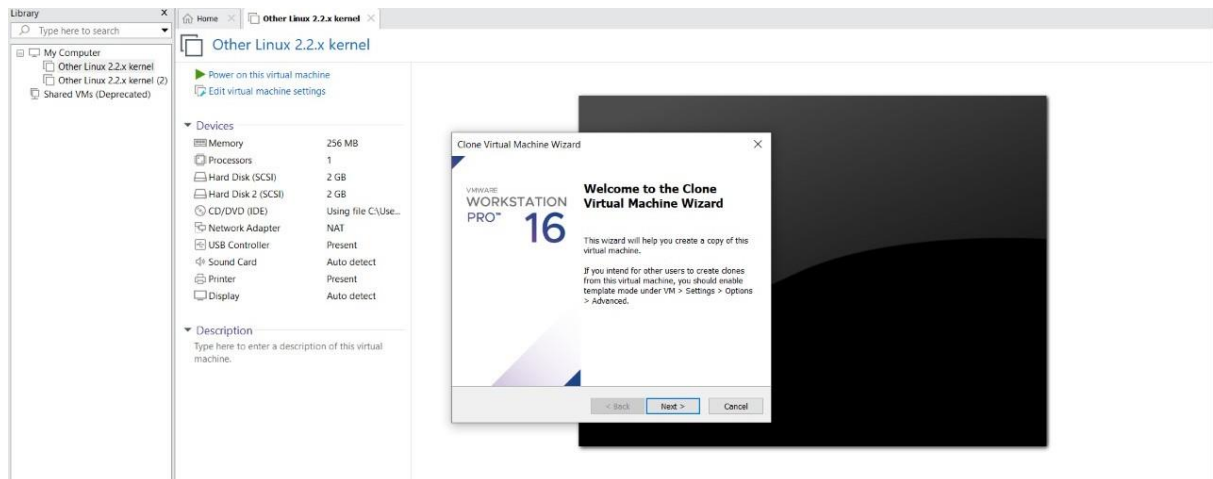 Library X
Type here to search
My Computer
Other Linux 2.2.x kernel
Other Linux 2.2.x kernel (2)
Shared VMs (Deprecated)
Home
Other Linux 2.2.x kernel
Other Linux 2.2.x kernel
Power on this virtual machine
Edit virtual machine settings
Devices
Memory 256 MB
Processors 1
Hard Disk (SCSI) 2 GB
Hard Disk 2 (SCSI) 2 GB
CD/DVD (IDE) Using file C:\Use...
Network Adapter NAT
USB Controller Present
Sound Card Auto detect
Printer Present
Display Auto detect
Description
Type here to enter a description of this virtual
machine.
Clone Virtual Machine Wizard
VMWARE
WORKSTATION
PRO™ 16
Welcome to the Clone
Virtual Machine Wizard
This wizard will help you create a copy of this
virtual machine.
If you intend for other users to create clones
from this virtual machine, you should enable
template mode under VM > Settings > Options
> Advanced.
< Back Next > Cancel